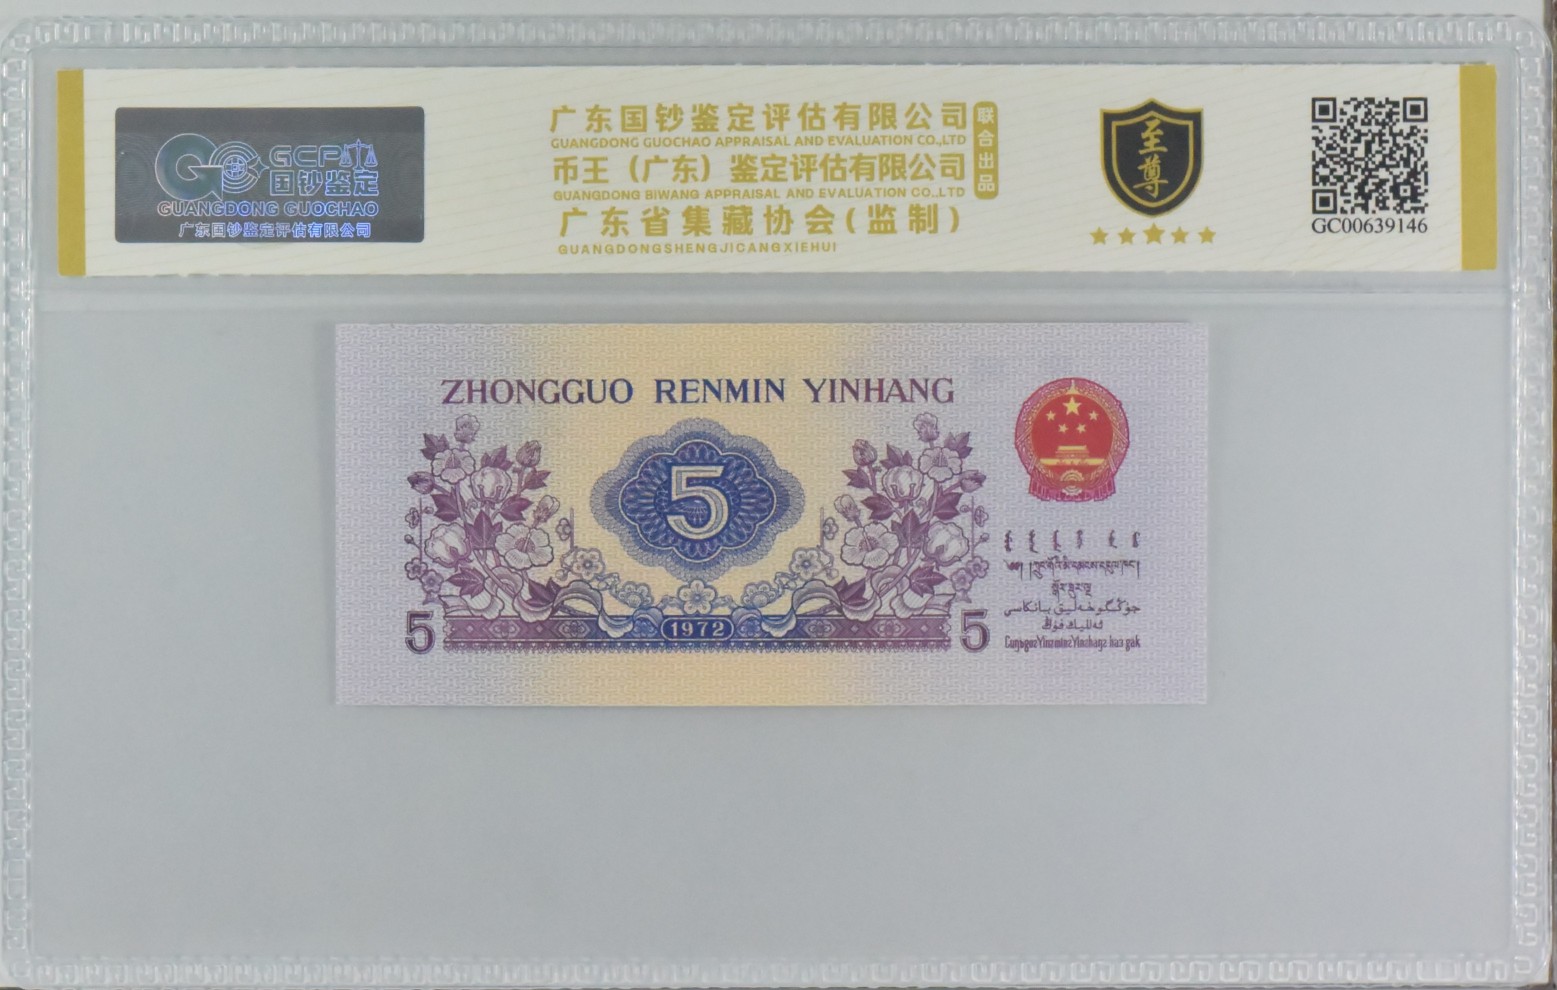 GCP
国钞鉴定
GUANGDONG GUOCHAO
广东国钞鉴定评估有限公司
广东国钞鉴定评估有限公司
GUANGDONG GUOCHAO APPRAISAL AND EVALUATION CO.,LTD
币王（广东）鉴定评估有限公司
GUANGDONG BIWANG APPRAISAL AND EVALUATION CO.,LTD
广东省集藏协会(监制)
GUANGDONGSHENGJICANGXIEHUI
联合出品
至尊
GC00639146
ZHONGGUO RENMIN YINHANG
5
5
1972
5